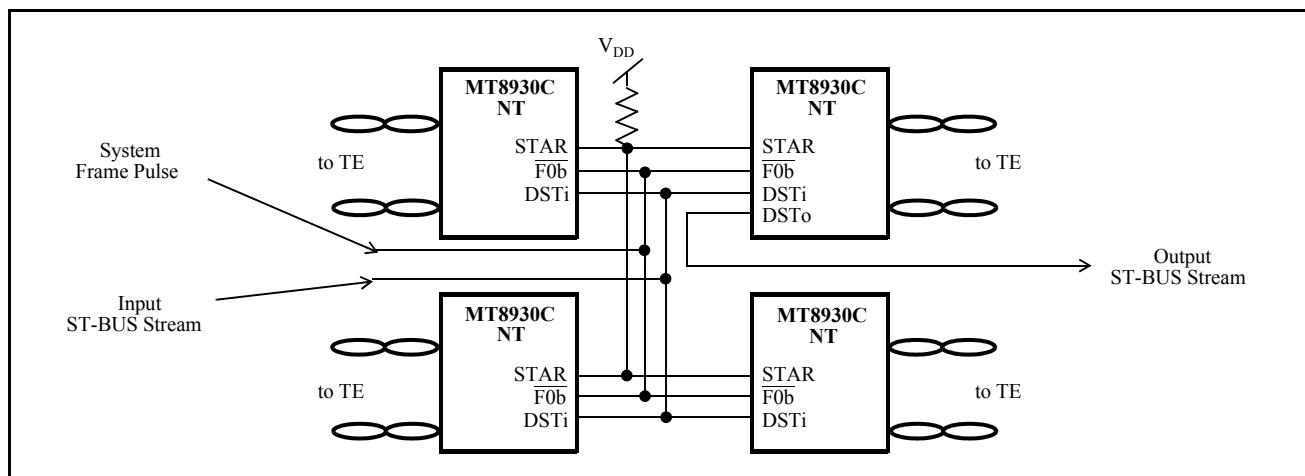 V_DD
MT8930C
NT
STAR
F0b
DSTi
to TE
MT8930C
NT
STAR
F0b
DSTi
DSTo
to TE
System
Frame Pulse
Input
ST-BUS Stream
Output
ST-BUS Stream
MT8930C
NT
STAR
F0b
DSTi
to TE
MT8930C
NT
STAR
F0b
DSTi
to TE